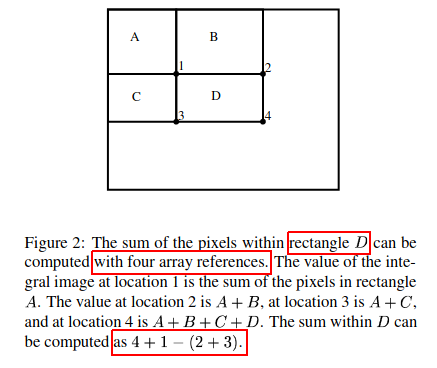 A B
1 2
C D
3 4
Figure 2: The sum of the pixels within rectangle D can be
computed with four array references. The value of the inte-
gral image at location 1 is the sum of the pixels in rectangle
A. The value at location 2 is A + B, at location 3 is A + C,
and at location 4 is A + B + C + D. The sum within D can
be computed as 4 + 1 − (2 + 3).